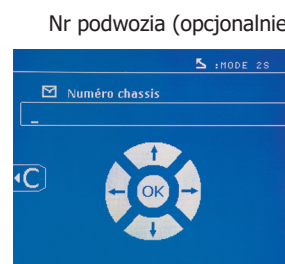 Nr podwozia (opcjonalnie
:MODE 2S
Numéro chassis
_
C
OK